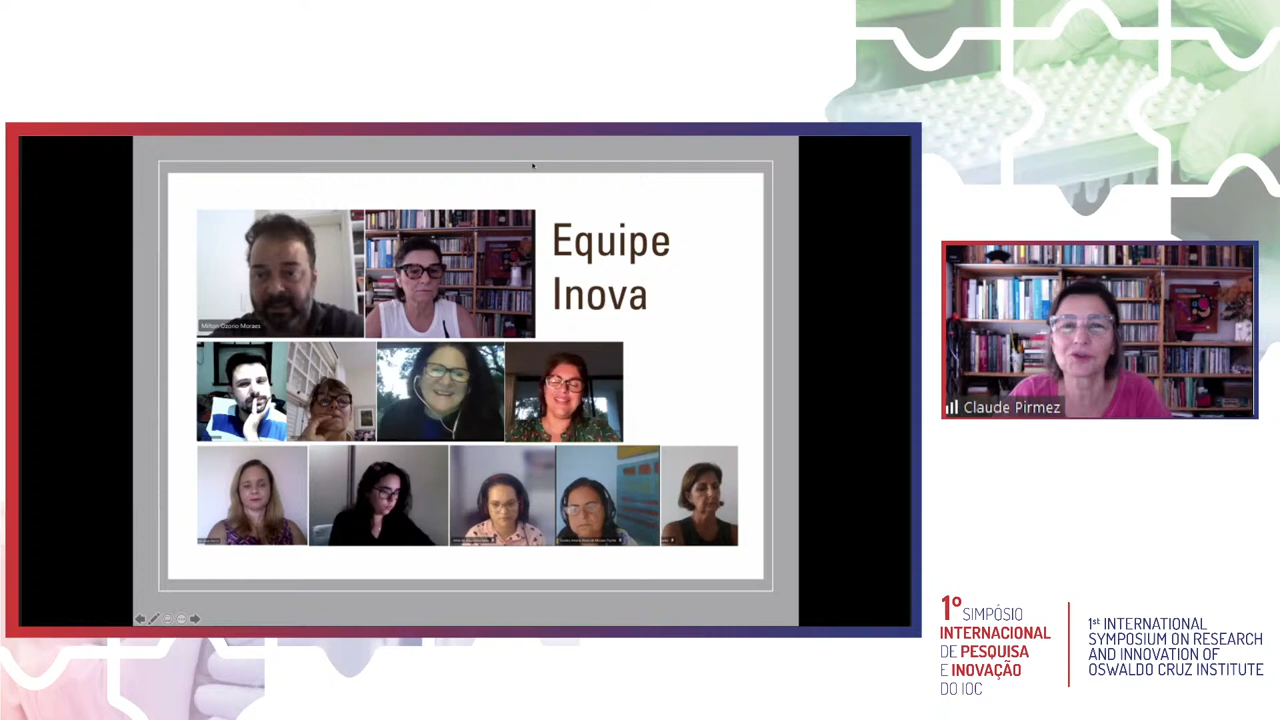 Equipe
Inova
Milton Ozorio Moraes
Claude Pirmez
1º SIMPÓSIO
INTERNACIONAL
DE PESQUISA
E INOVAÇÃO
DO IOC
1st INTERNATIONAL
SYMPOSIUM ON RESEARCH
AND INNOVATION OF
OSWALDO CRUZ INSTITUTE